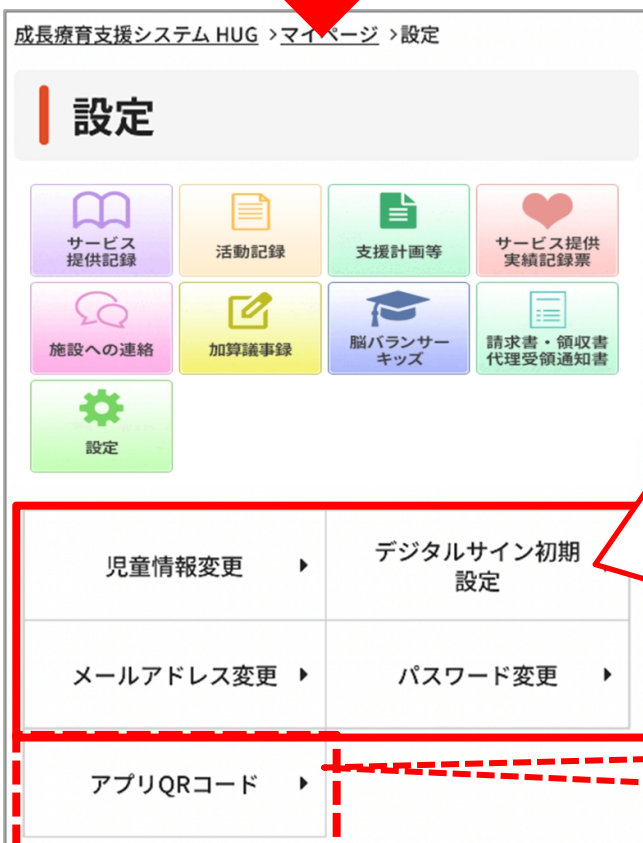 成長療育支援システム HUG >マイページ >設定
設定
サービス
提供記録
活動記録
支援計画等
サービス提供
実績記録票
施設への連絡
加算議事録
脳バランサー
キッズ
請求書・領収書
代理受領通知書
設定
児童情報変更
デジタルサイン初期
設定
メールアドレス変更
パスワード変更
アプリQRコード